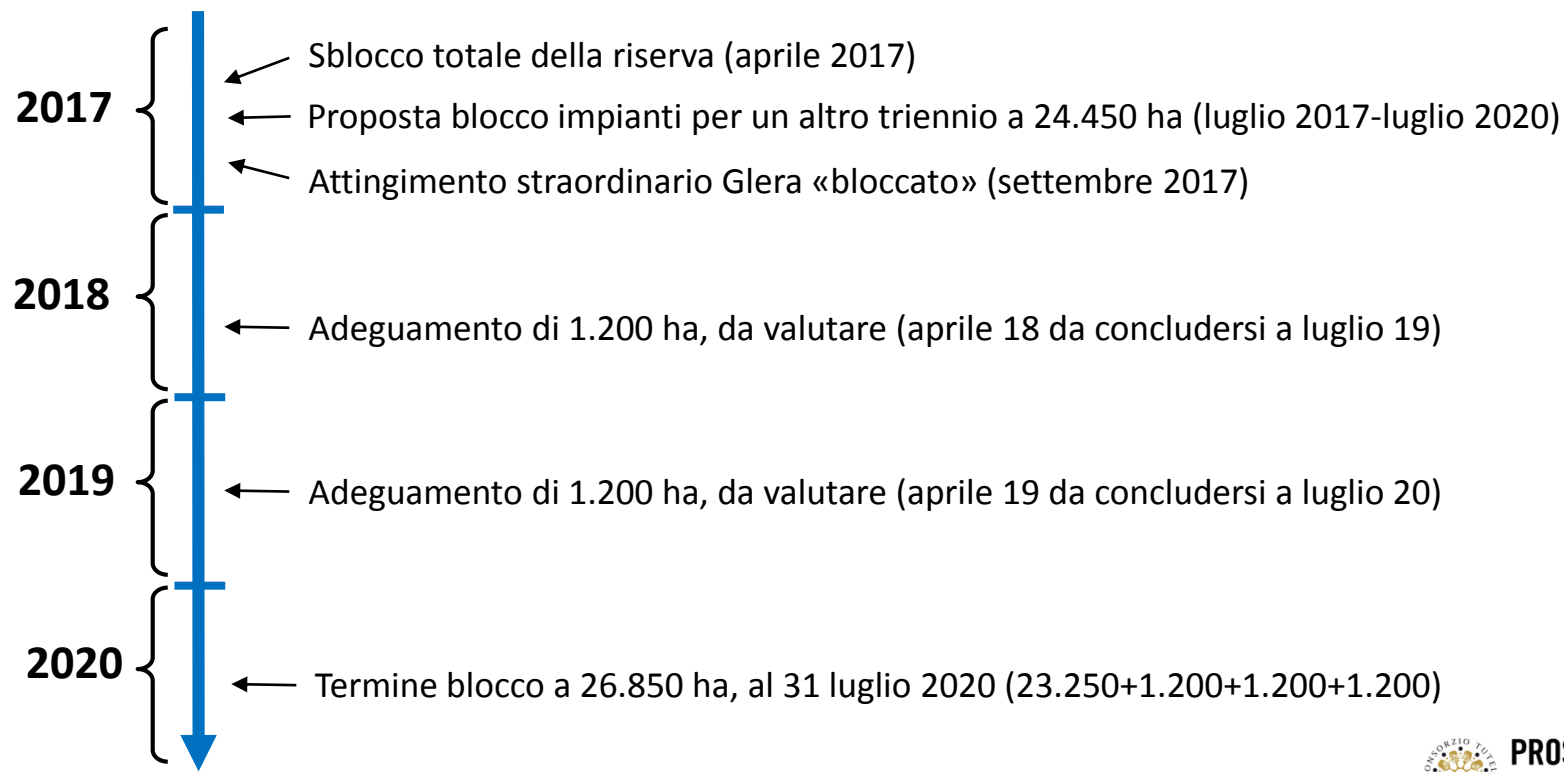 2017
Sblocco totale della riserva (aprile 2017)
Proposta blocco impianti per un altro triennio a 24.450 ha (luglio 2017-luglio 2020)
Attingimento straordinario Glera «bloccato» (settembre 2017)
2018
Adeguamento di 1.200 ha, da valutare (aprile 18 da concludersi a luglio 19)
2019
Adeguamento di 1.200 ha, da valutare (aprile 19 da concludersi a luglio 20)
2020
Termine blocco a 26.850 ha, al 31 luglio 2020 (23.250+1.200+1.200+1.200)